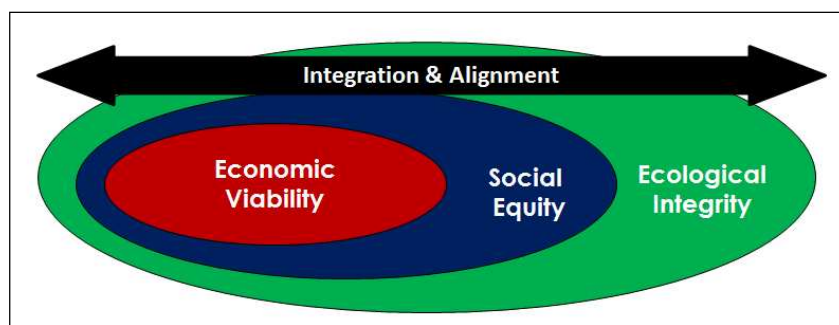 Integration & Alignment
Economic
Viability
Social
Equity
Ecological
Integrity